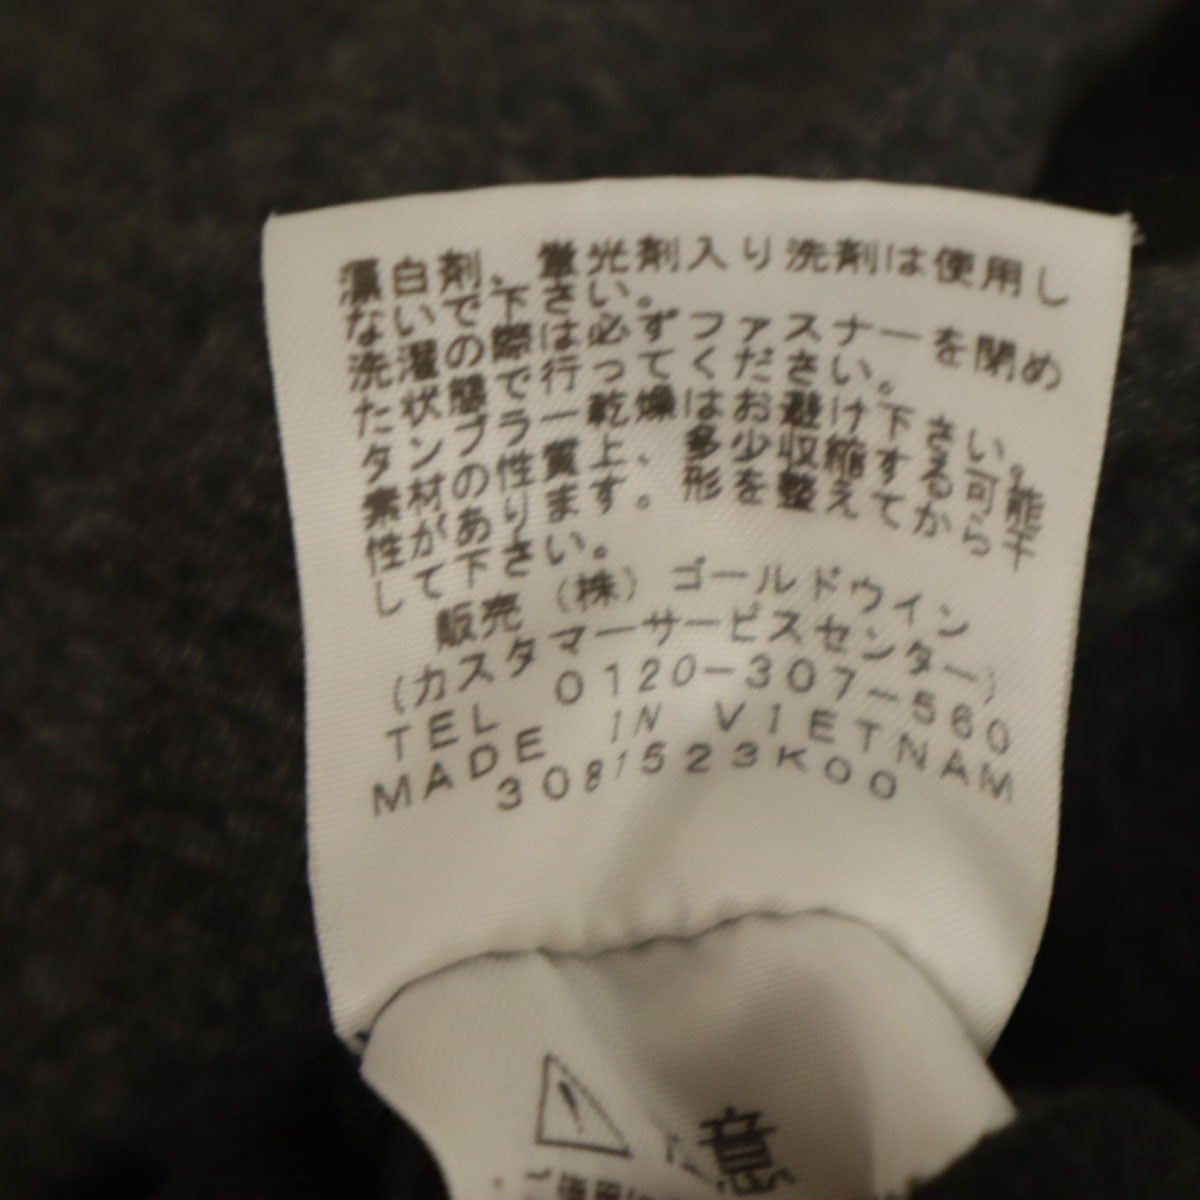 漂白剤、蛍光剤入り洗剤は使用し
ないで下さい。
洗濯の際は必ずファスナーを閉め
た状態で行ってください。
タンブラー乾燥はお避け下さい。
素材の性質上、多少収縮する可能
性があります。形を整えてから干
して下さい。
販売 (株) ゴールドウイン
(カスタマーサービスセンター)
TEL 0120-307-560
MADE IN VIETNAM
3081523K00
意